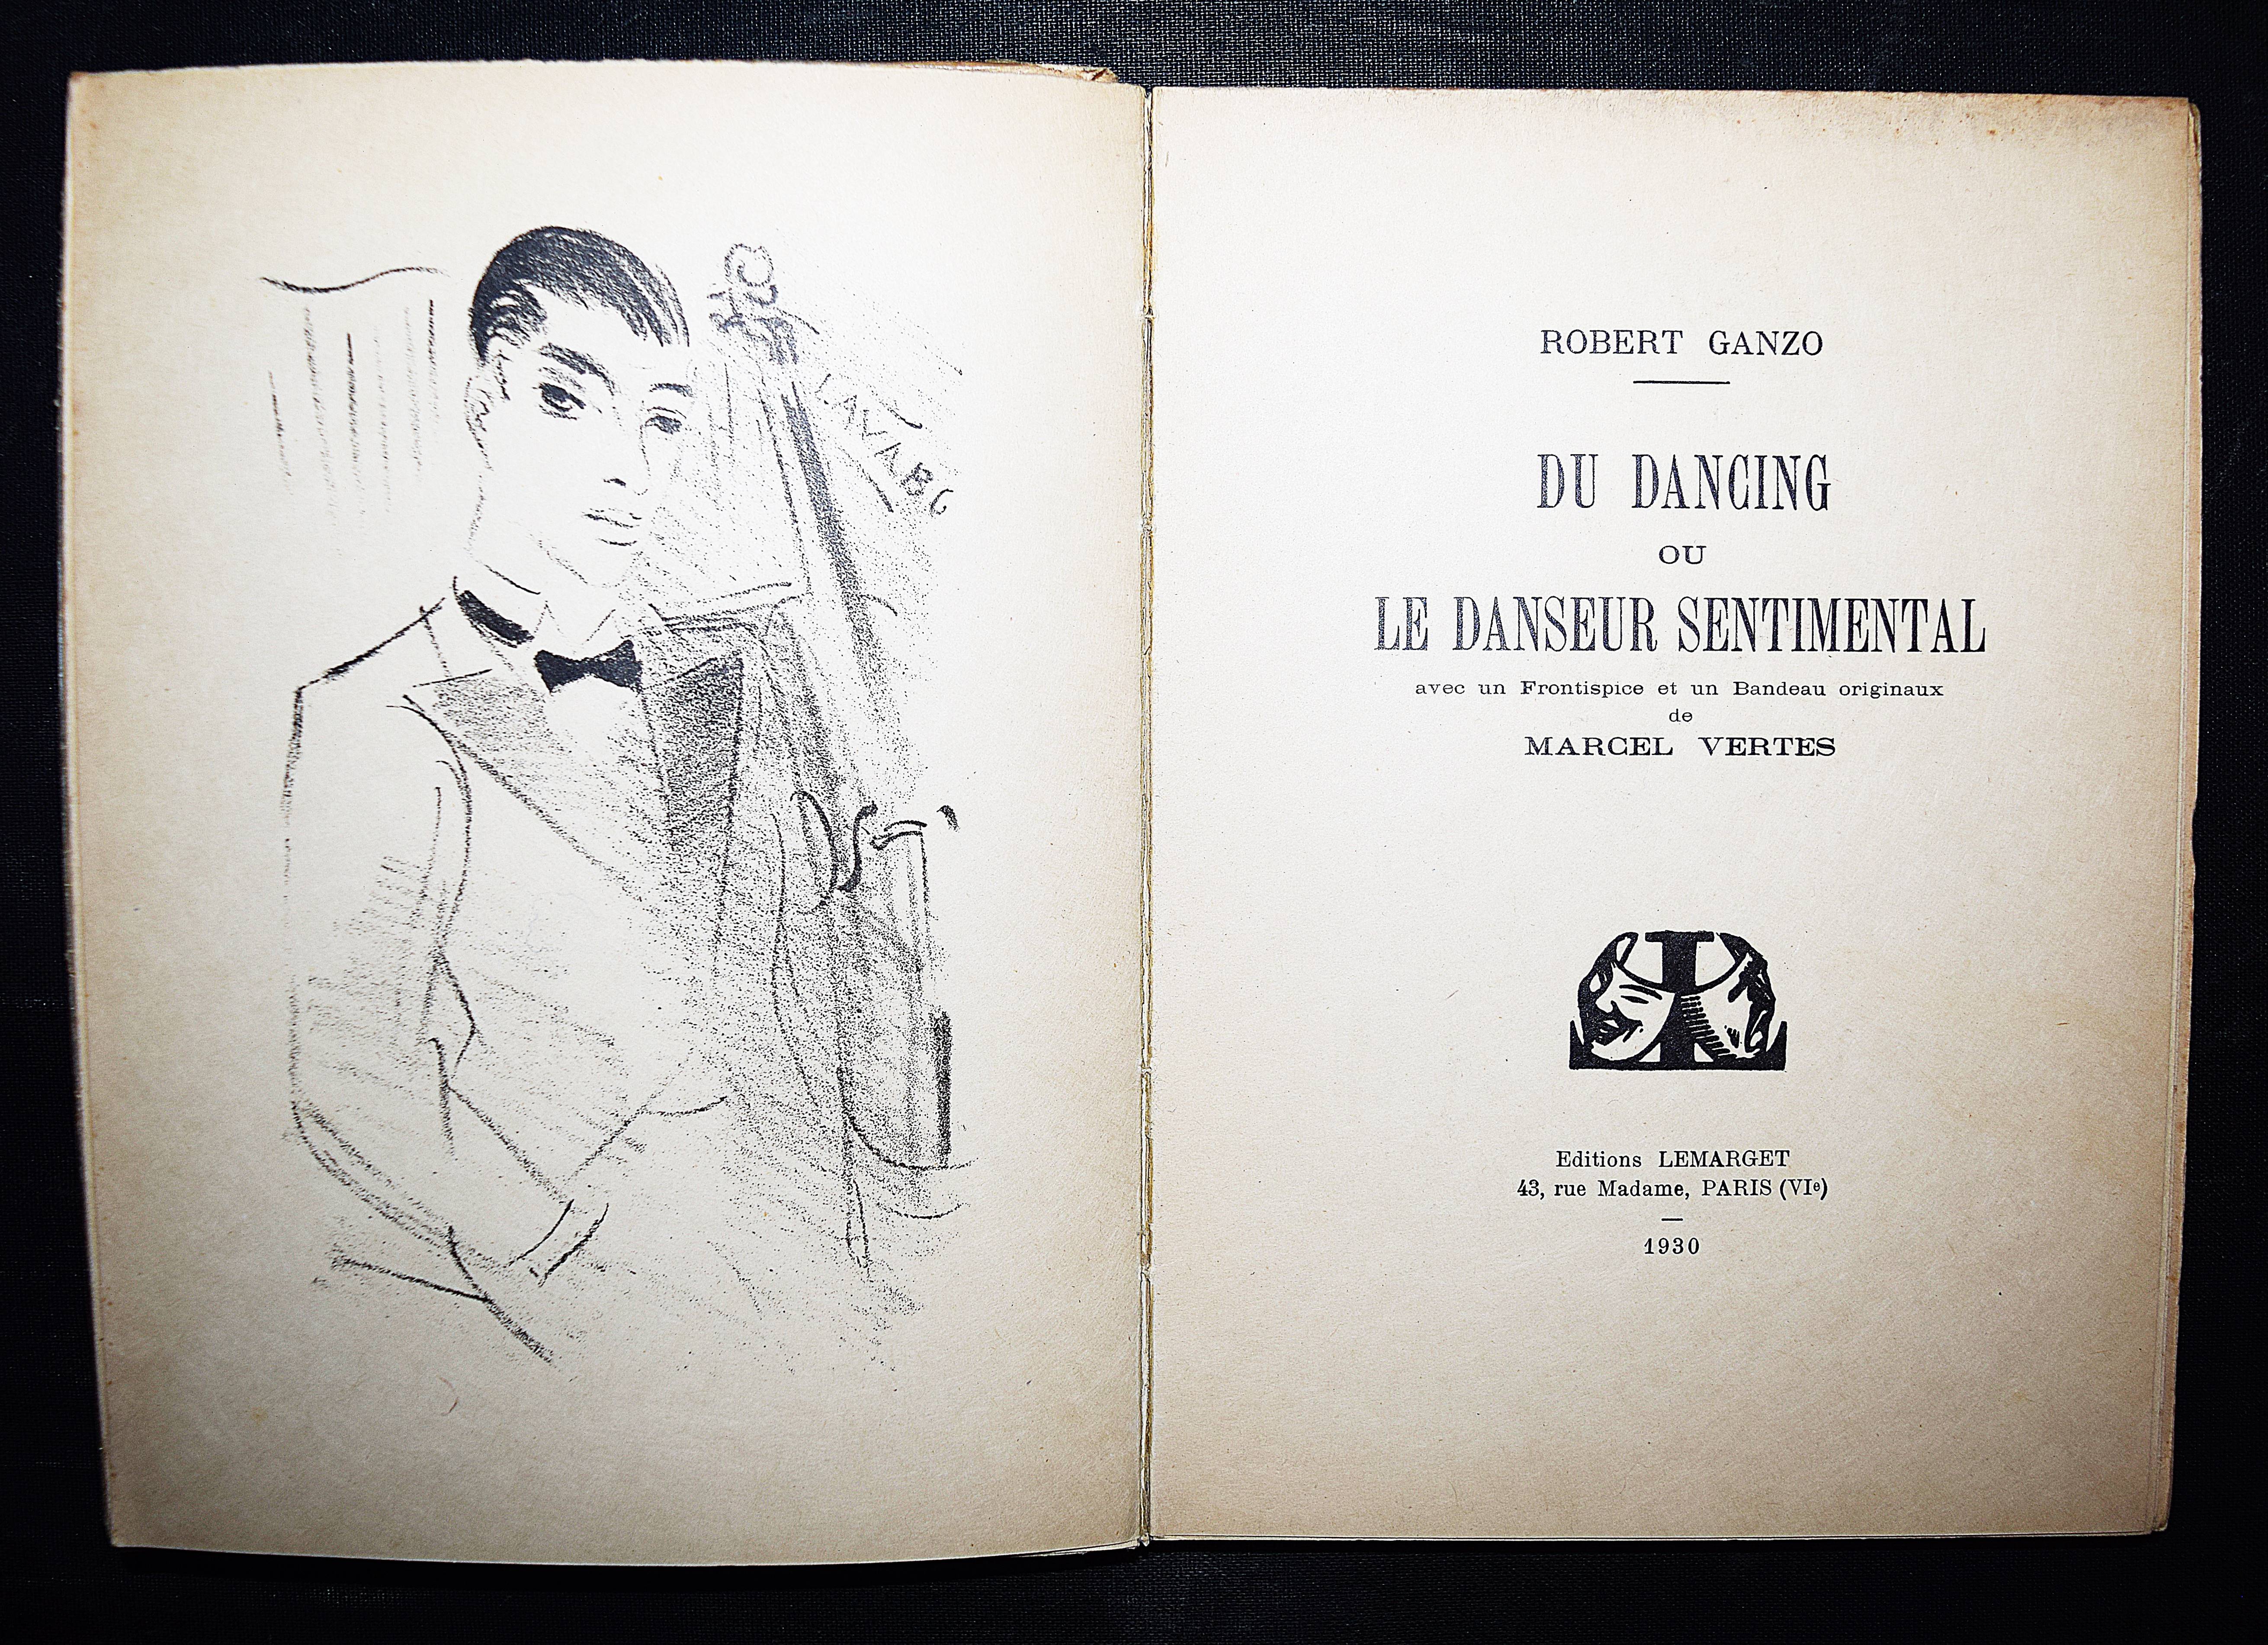 LAVABO
ROBERT GANZO
DU DANCING
OU
LE DANSEUR SENTIMENTAL
avec un Frontispice et un Bandeau originaux
de
MARCEL VERTES
Editions LEMARGET
43, rue Madame, PARIS (VIe)
1930